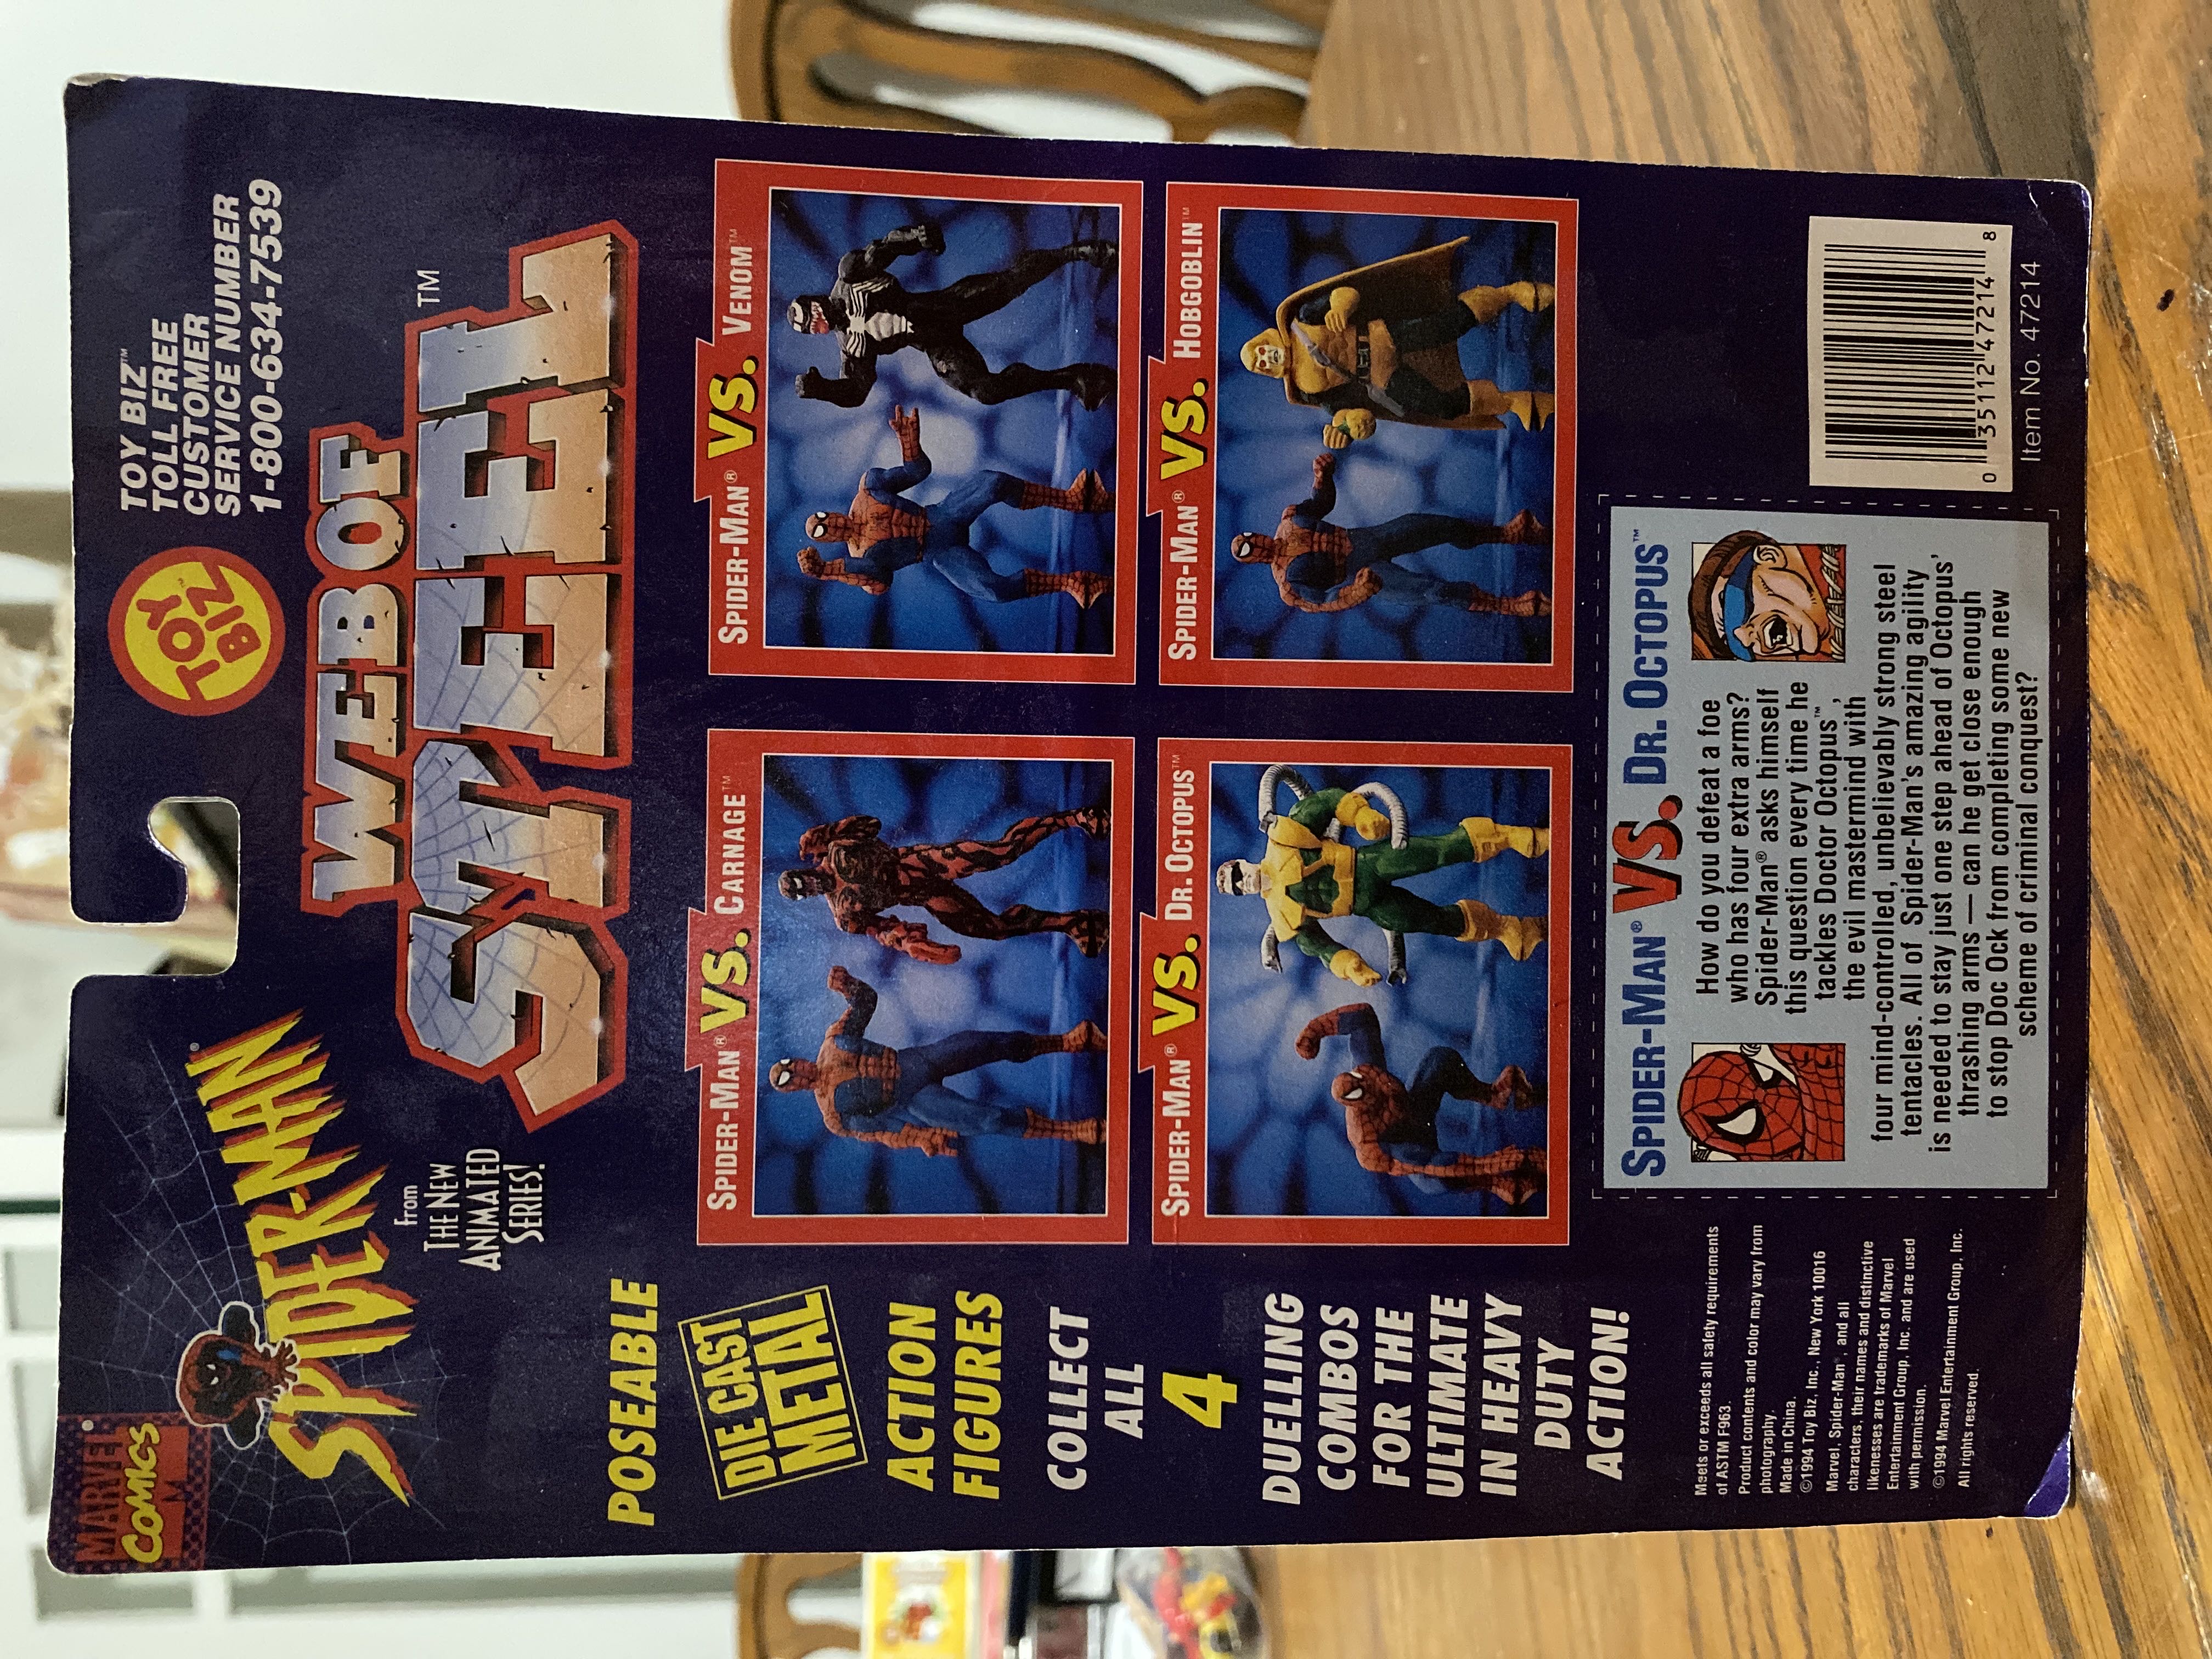 MARVEL®
COMICS
SPIDER-MAN®
from
THE NEW
ANIMATED
SERIES!
TOY
BIZ™
TOY BIZ™
TOLL FREE
CUSTOMER
SERVICE NUMBER
1-800-634-7539
WEB OF
STEEL™
POSEABLE
DIE CAST
METAL
ACTION
FIGURES
COLLECT
ALL
4
DUELLING
COMBOS
FOR THE
ULTIMATE
IN HEAVY
DUTY
ACTION!
SPIDER-MAN® VS. CARNAGE™
SPIDER-MAN® VS. VENOM™
SPIDER-MAN® VS. DR. OCTOPUS™
SPIDER-MAN® VS. HOBGOBLIN™
Meets or exceeds all safety requirements
of ASTM F963.
Product contents and color may vary from
photography.
Made in China.
©1994 Toy Biz, Inc., New York 10016
Marvel, Spider-Man®, and all
characters, their names and distinctive
likenesses are trademarks of Marvel
Entertainment Group, Inc. and are used
with permission.
©1994 Marvel Entertainment Group, Inc.
All rights reserved.
SPIDER-MAN® VS. DR. OCTOPUS™
How do you defeat a foe
who has four extra arms?
Spider-Man® asks himself
this question every time he
tackles Doctor Octopus™,
the evil mastermind with
four mind-controlled, unbelievably strong steel
tentacles. All of Spider-Man's amazing agility
is needed to stay just one step ahead of Octopus'
thrashing arms — can he get close enough
to stop Doc Ock from completing some new
scheme of criminal conquest?
0 35112 47214 8
Item No. 47214